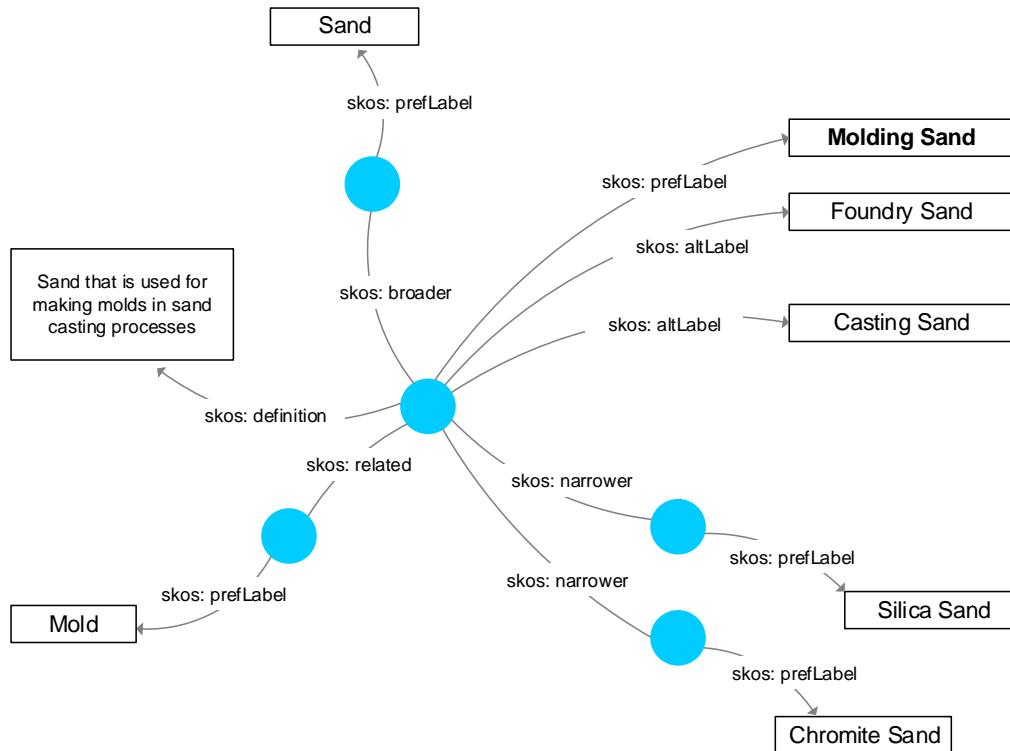 Sand
skos: prefLabel
Molding Sand
skos: prefLabel
Foundry Sand
skos: altLabel
Sand that is used for
making molds in sand
casting processes
skos: broader
Casting Sand
skos: altLabel
skos: definition
skos: related
skos: narrower
skos: prefLabel
skos: narrower
skos: prefLabel
Silica Sand
Mold
skos: prefLabel
Chromite Sand